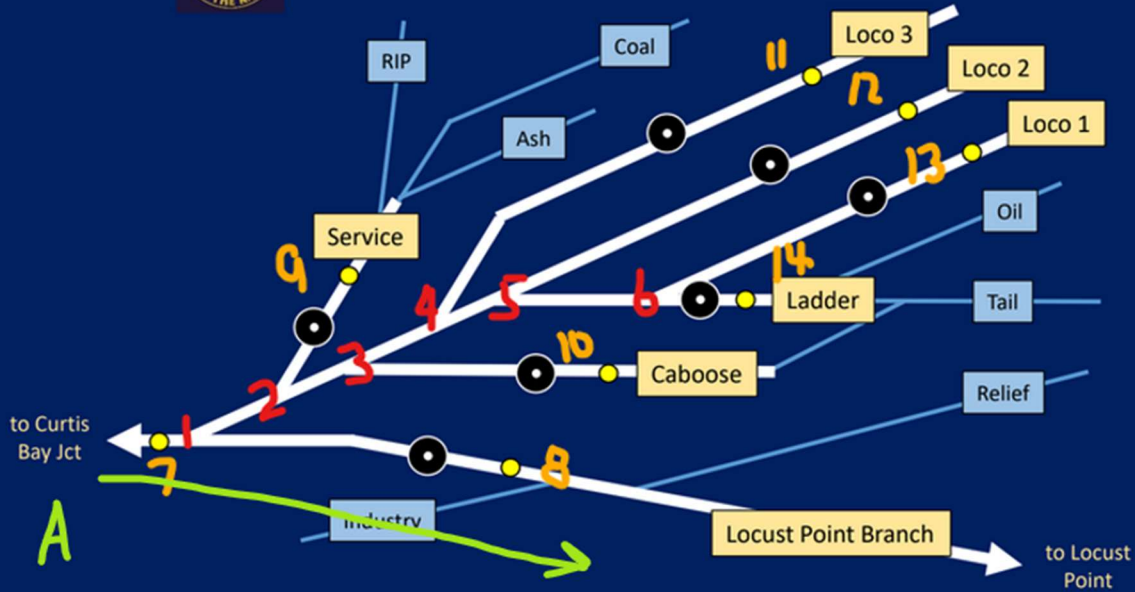 THE
RIP
Coal
Loco 3
11
Loco 2
12
Ash
Loco 1
13
Service
Oil
9
14
4
5
6
Ladder
Tail
3
10
Caboose
2
Relief
to Curtis
Bay Jct
1
7
8
A
Industry
Locust Point Branch
to Locust
Point